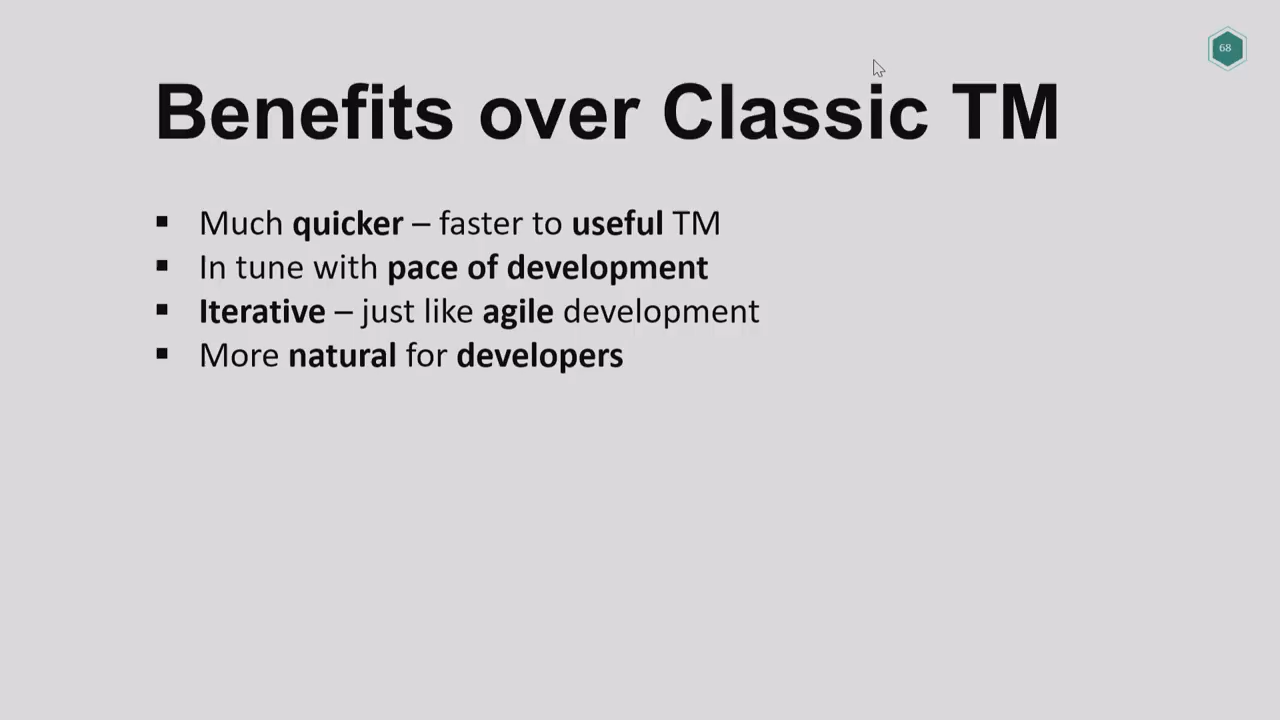 68
Benefits over Classic TM
▪ Much quicker – faster to useful TM
▪ In tune with pace of development
▪ Iterative – just like agile development
▪ More natural for developers